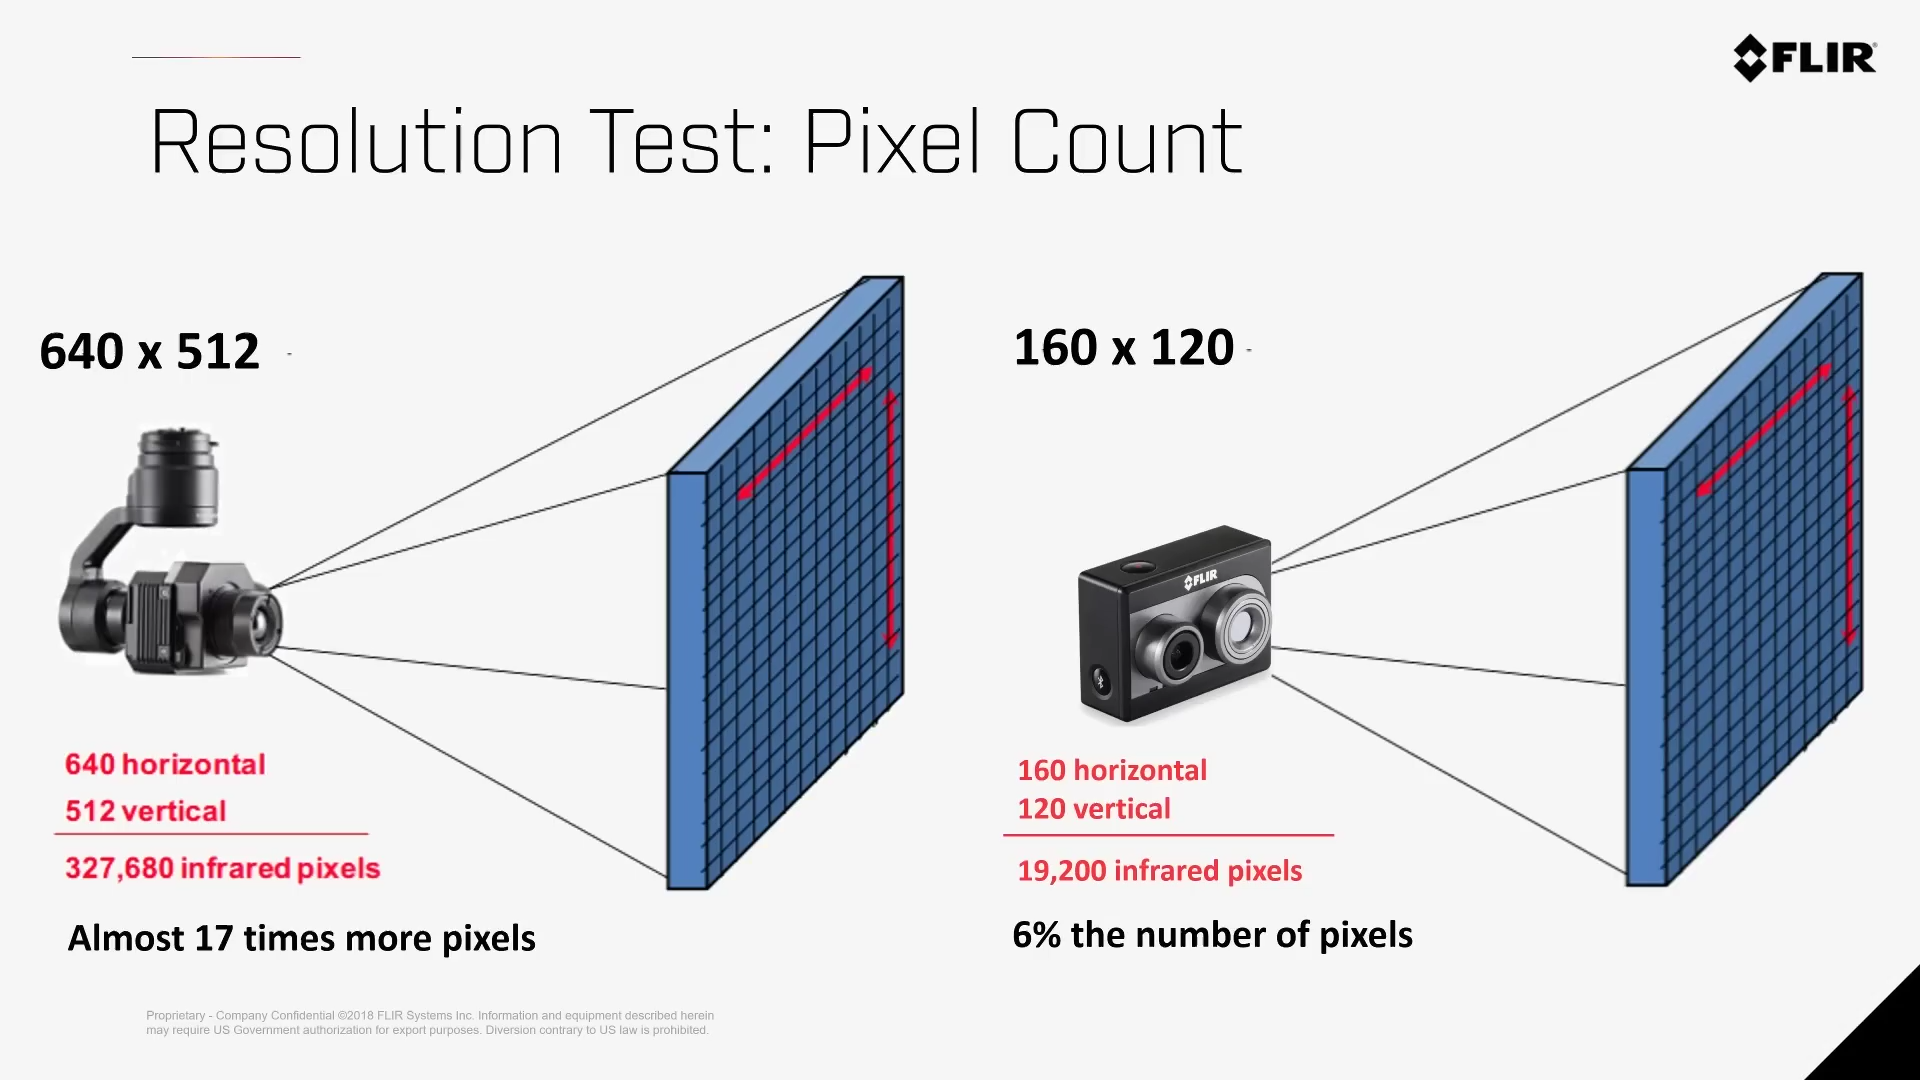 FLIR
Resolution Test: Pixel Count
640 x 512 -
160 x 120 -
FLIR
640 horizontal
512 vertical
327,680 infrared pixels
Almost 17 times more pixels
160 horizontal
120 vertical
19,200 infrared pixels
6% the number of pixels
Proprietary - Company Confidential ©2018 FLIR Systems Inc. Information and equipment described herein
may require US Government authorization for export purposes. Diversion contrary to US law is prohibited.